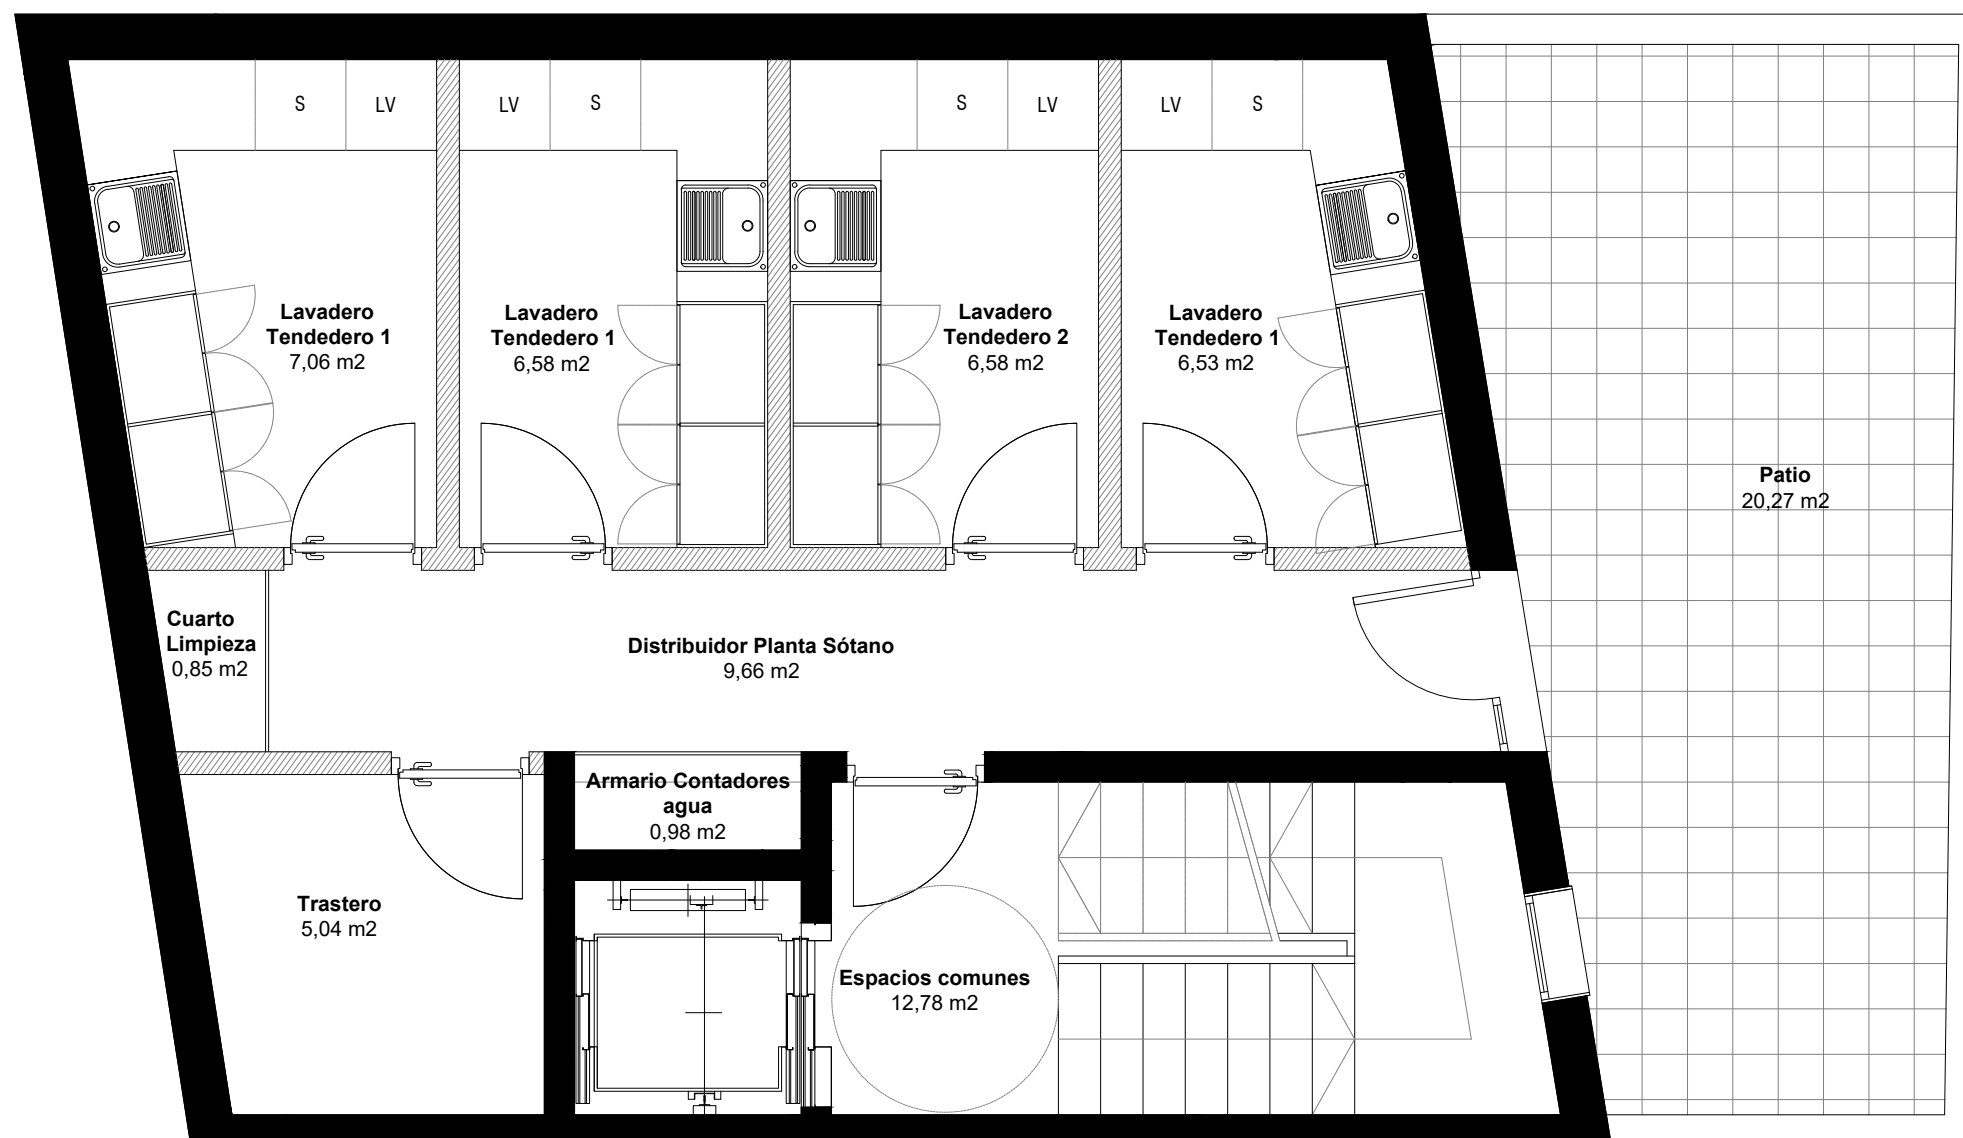 S
LV
LV
S
S
LV
LV
S
Lavadero
Tendedero 1
7,06 m2
Lavadero
Tendedero 1
6,58 m2
Lavadero
Tendedero 2
6,58 m2
Lavadero
Tendedero 1
6,53 m2
Patio
20,27 m2
Cuarto
Limpieza
0,85 m2
Distribuidor Planta Sótano
9,66 m2
Armario Contadores
agua
0,98 m2
Trastero
5,04 m2
Espacios comunes
12,78 m2